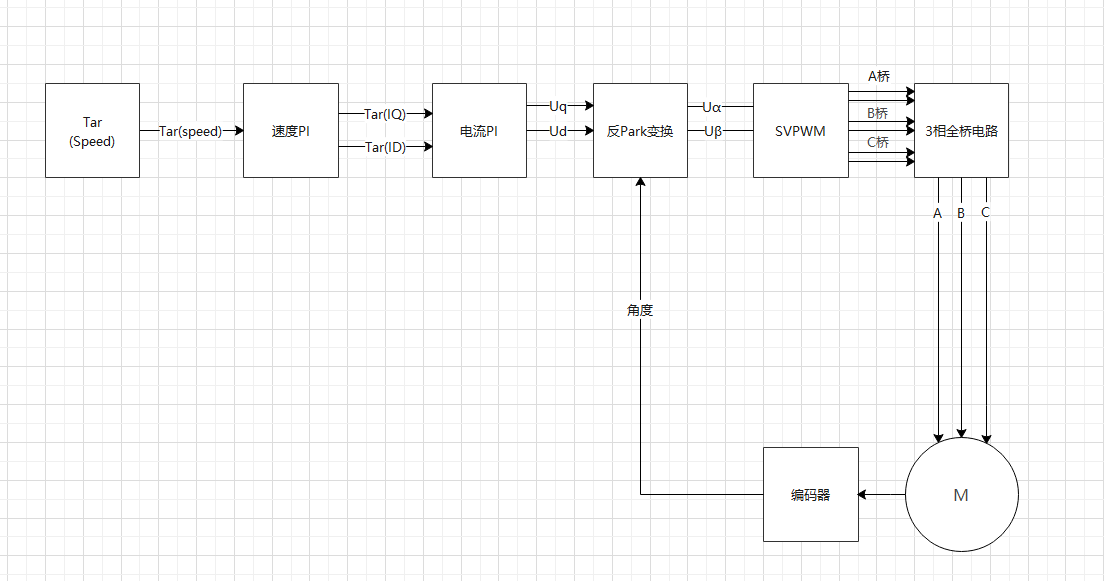 Tar
(Speed)
Tar(speed)
速度PI
Tar(IQ)
Tar(ID)
电流PI
Uq
Ud
反Park变换
Uα
Uβ
SVPWM
A桥
B桥
C桥
3相全桥电路
A
B
C
角度
编码器
M